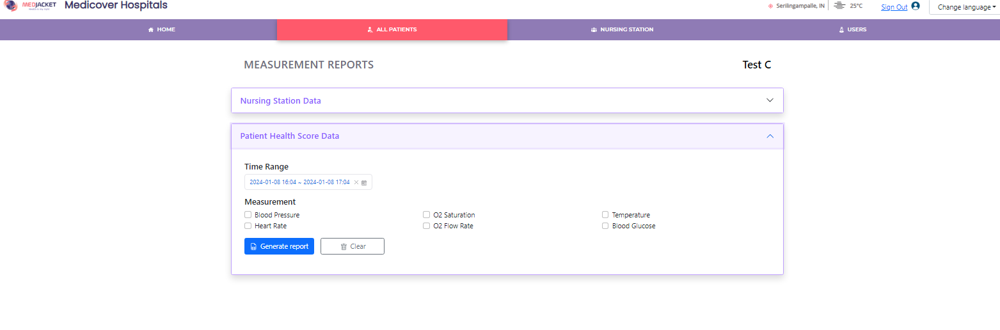 MEDJACKET Medicover Hospitals Serilingampalle, IN 25°C Sign Out Change language
HOME ALL PATIENTS NURSING STATION USERS
MEASUREMENT REPORTS Test C
Nursing Station Data
Patient Health Score Data
Time Range
2024-01-08 16:04 ~ 2024-01-08 17:04
Measurement
Blood Pressure O2 Saturation Temperature
Heart Rate O2 Flow Rate Blood Glucose
Generate report Clear